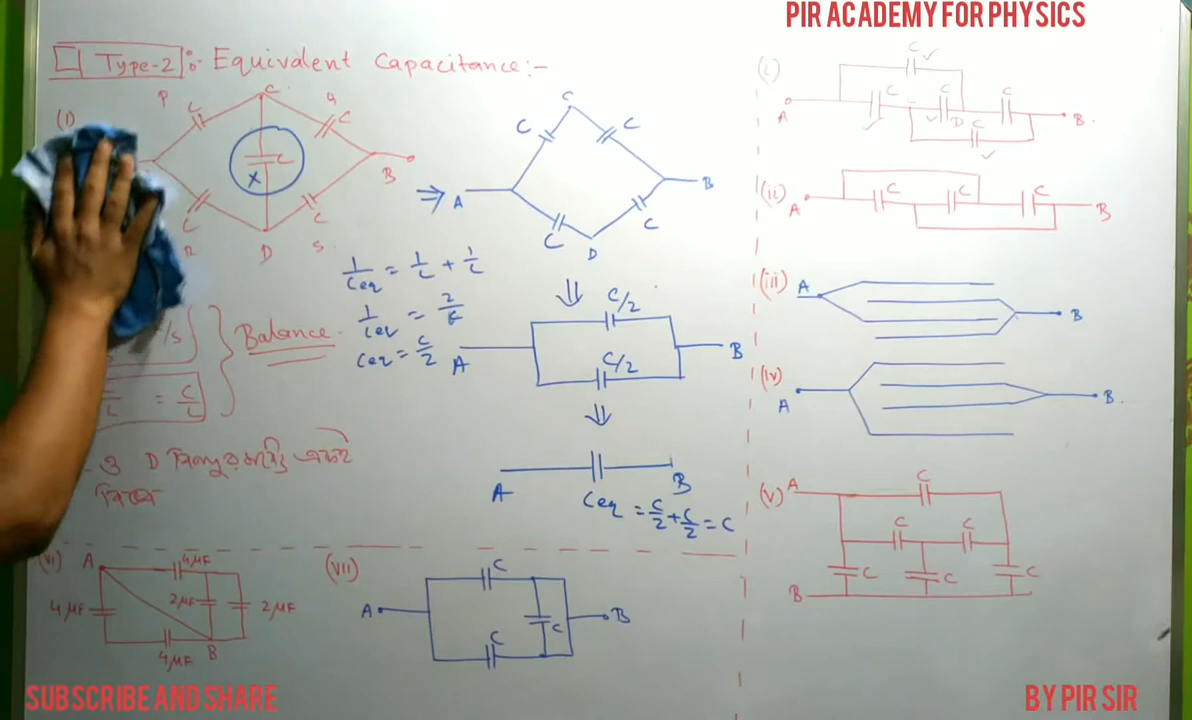 PIR ACADEMY FOR PHYSICS
Type-2 : Equivalent Capacitance:-
(1)
P
C
C
Q
C
C
X
B
C
C
R
D
S
C
C
C
A
B
C
C
D
1/Ceq = 1/C + 1/C
1/Ceq = 2/C
Ceq = C/2
C/2
C/2
A
B
A
B
Ceq = C/2 + C/2 = C
/S
Balance
= C/C
ও D বিন্দুর
(i)
C
C
C
D
C
C
A
B.
(ii)
C
C
C
A
B
(iii) A
B
(iv)
A
B.
(v) A
C
C
C
C
C
C
B
(vi) A
4μF
4μF
2μF
2μF
4μF
B
(vii)
C
A
C
B
C
SUBSCRIBE AND SHARE
BY PIR SIR